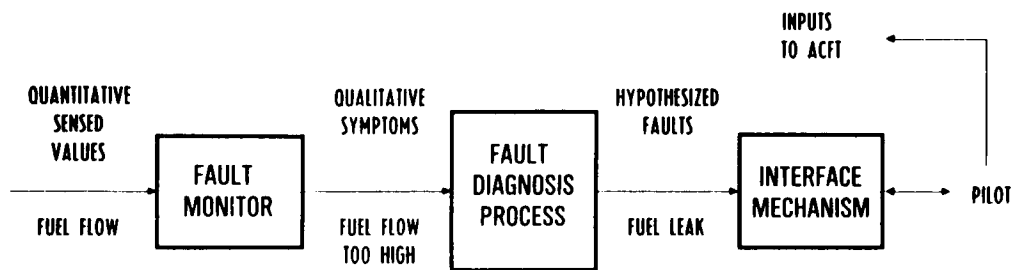 INPUTS
TO ACFT
QUANTITATIVE
SENSED
VALUES
QUALITATIVE
SYMPTOMS
HYPOTHESIZED
FAULTS
FAULT
MONITOR
FAULT
DIAGNOSIS
PROCESS
INTERFACE
MECHANISM
PILOT
FUEL FLOW
FUEL FLOW
TOO HIGH
FUEL LEAK